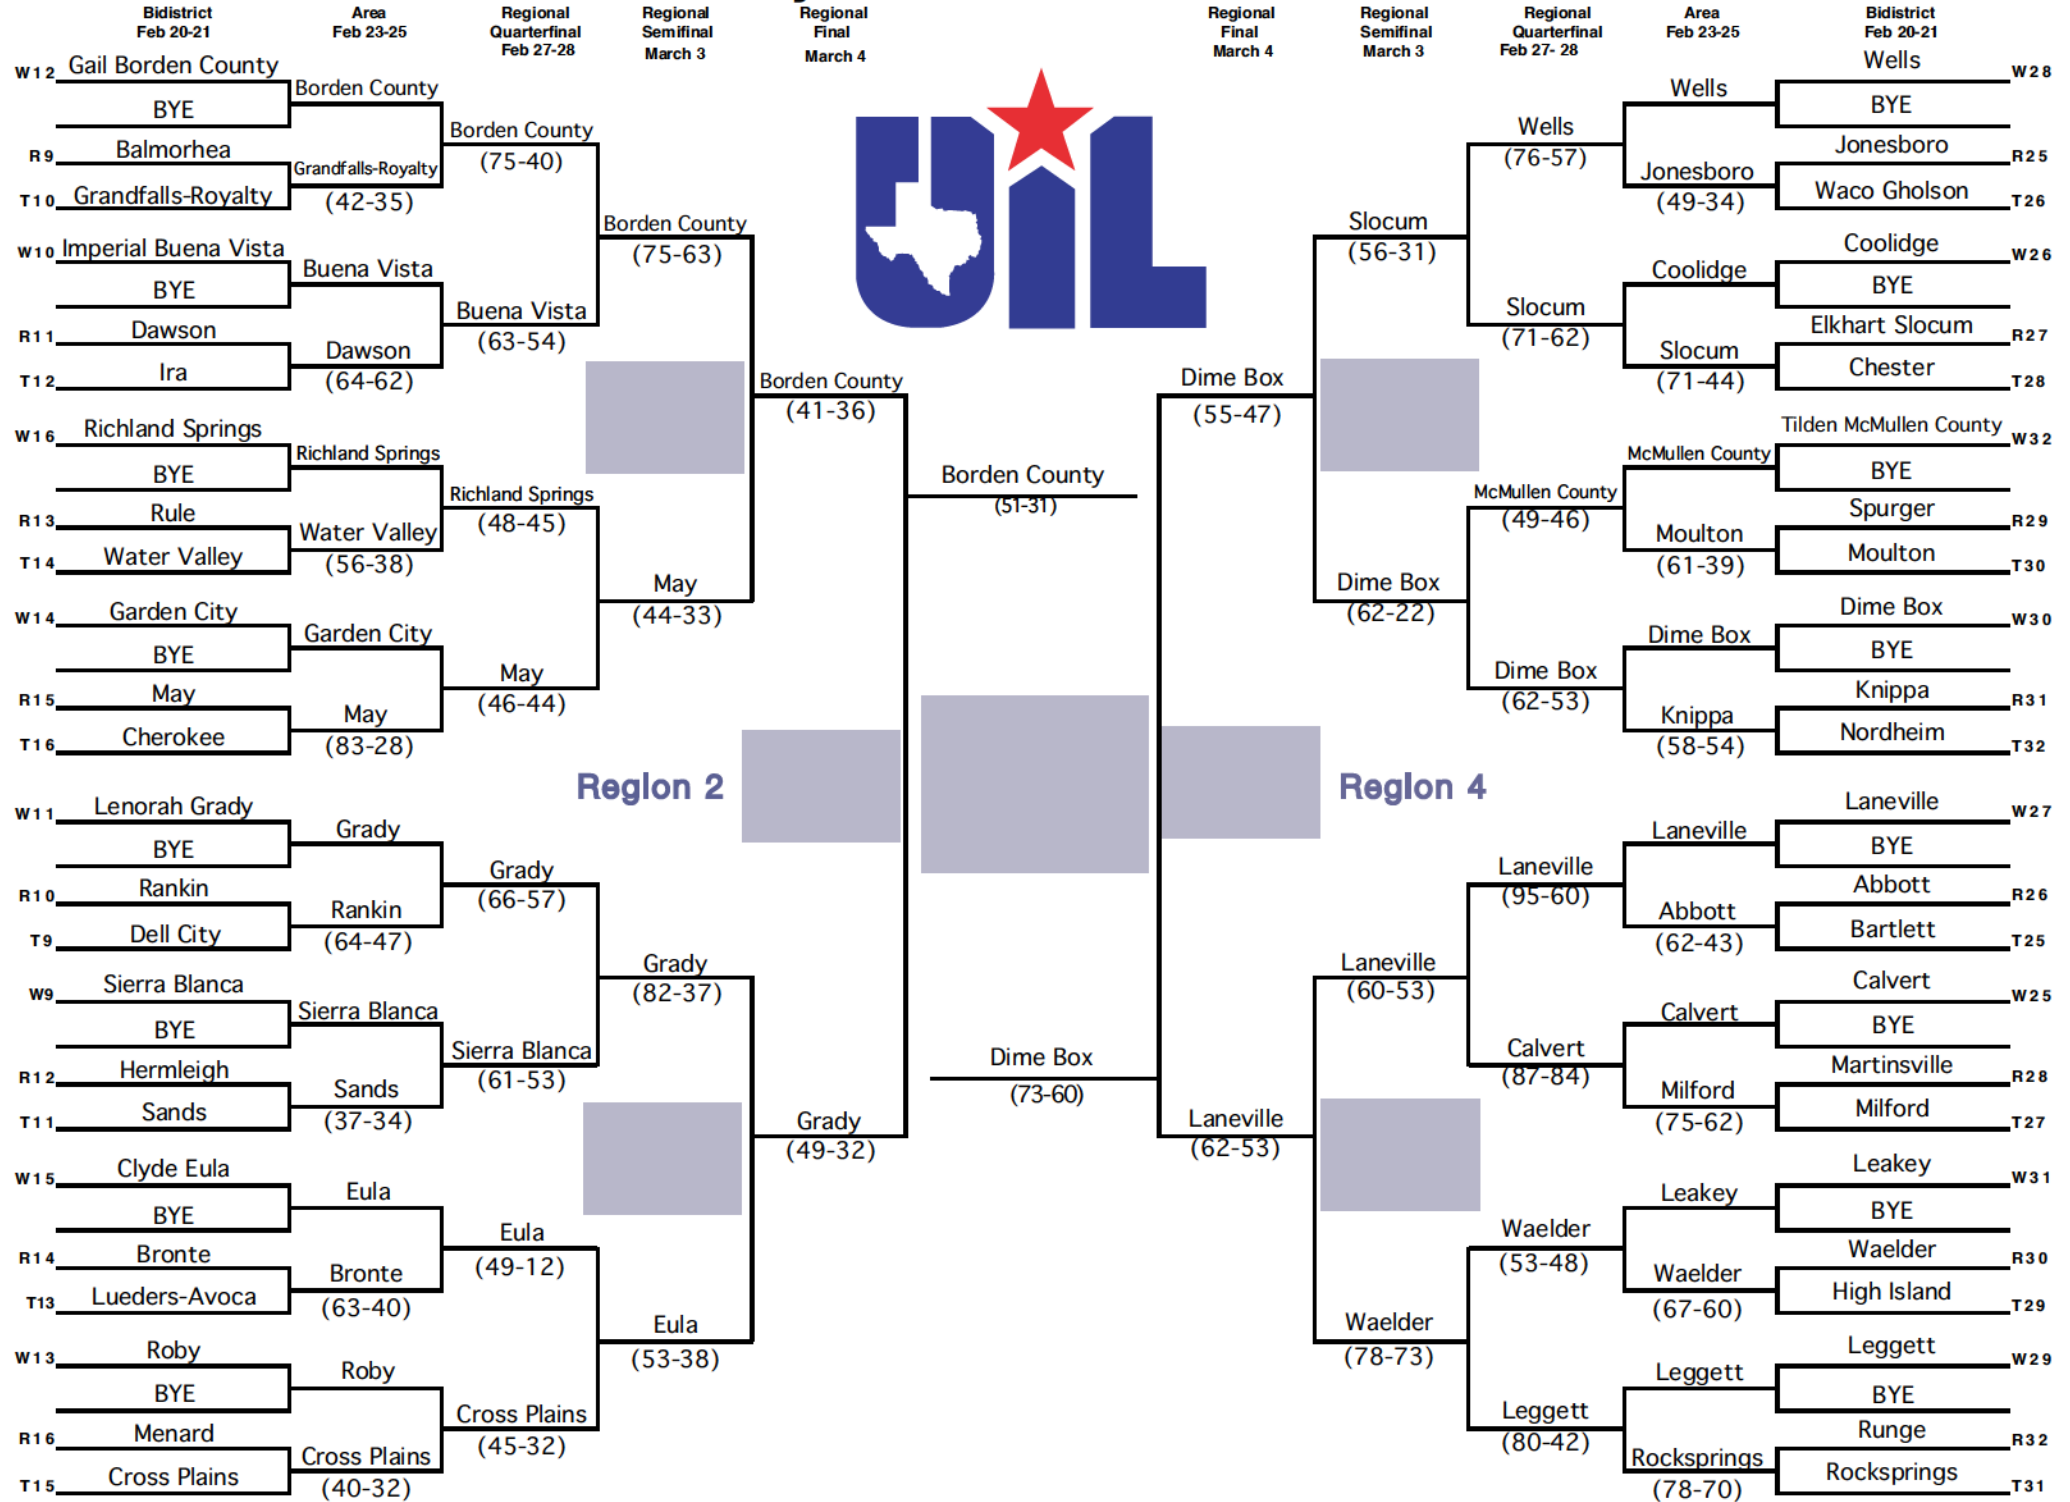 Bidistrict
Feb 20-21
Area
Feb 23-25
Regional
Quarterfinal
Feb 27-28
Regional
Semifinal
March 3
Regional
Final
March 4
Regional
Final
March 4
Regional
Semifinal
March 3
Regional
Quarterfinal
Feb 27- 28
Area
Feb 23-25
Bidistrict
Feb 20-21
W12 Gail Borden County
BYE
R9 Balmorhea
T10 Grandfalls-Royalty
W10 Imperial Buena Vista
BYE
R11 Dawson
T12 Ira
W16 Richland Springs
BYE
R13 Rule
T14 Water Valley
W14 Garden City
BYE
R15 May
T16 Cherokee
W11 Lenorah Grady
BYE
R10 Rankin
T9 Dell City
W9 Sierra Blanca
BYE
R12 Hermleigh
T11 Sands
W15 Clyde Eula
BYE
R14 Bronte
T13 Lueders-Avoca
W13 Roby
BYE
R16 Menard
T15 Cross Plains
Borden County
Grandfalls-Royalty
(42-35)
Buena Vista
Dawson
(64-62)
Richland Springs
Water Valley
(56-38)
Garden City
May
(83-28)
Grady
Rankin
(64-47)
Sierra Blanca
Sands
(37-34)
Eula
Bronte
(63-40)
Roby
Cross Plains
(40-32)
Borden County
(75-40)
Buena Vista
(63-54)
Richland Springs
(48-45)
May
(46-44)
Grady
(66-57)
Sierra Blanca
(61-53)
Eula
(49-12)
Cross Plains
(45-32)
Borden County
(75-63)
May
(44-33)
Region 2
Grady
(82-37)
Eula
(53-38)
Borden County
(41-36)
Grady
(49-32)
UIL
Borden County
(51-31)
Dime Box
(73-60)
Dime Box
(55-47)
Laneville
(62-53)
Slocum
(56-31)
Dime Box
(62-22)
Region 4
Laneville
(60-53)
Waelder
(78-73)
Wells
(76-57)
Slocum
(71-62)
McMullen County
(49-46)
Dime Box
(62-53)
Laneville
(95-60)
Calvert
(87-84)
Waelder
(53-48)
Leggett
(80-42)
Wells
Jonesboro
(49-34)
Coolidge
Slocum
(71-44)
McMullen County
Moulton
(61-39)
Dime Box
Knippa
(58-54)
Laneville
Abbott
(62-43)
Calvert
Milford
(75-62)
Leakey
Waelder
(67-60)
Leggett
Rocksprings
(78-70)
Wells W28
BYE
Jonesboro R25
Waco Gholson T26
Coolidge W26
BYE
Elkhart Slocum R27
Chester T28
Tilden McMullen County W32
BYE
Spurger R29
Moulton T30
Dime Box W30
BYE
Knippa R31
Nordheim T32
Laneville W27
BYE
Abbott R26
Bartlett T25
Calvert W25
BYE
Martinsville R28
Milford T27
Leakey W31
BYE
Waelder R30
High Island T29
Leggett W29
BYE
Runge R32
Rocksprings T31